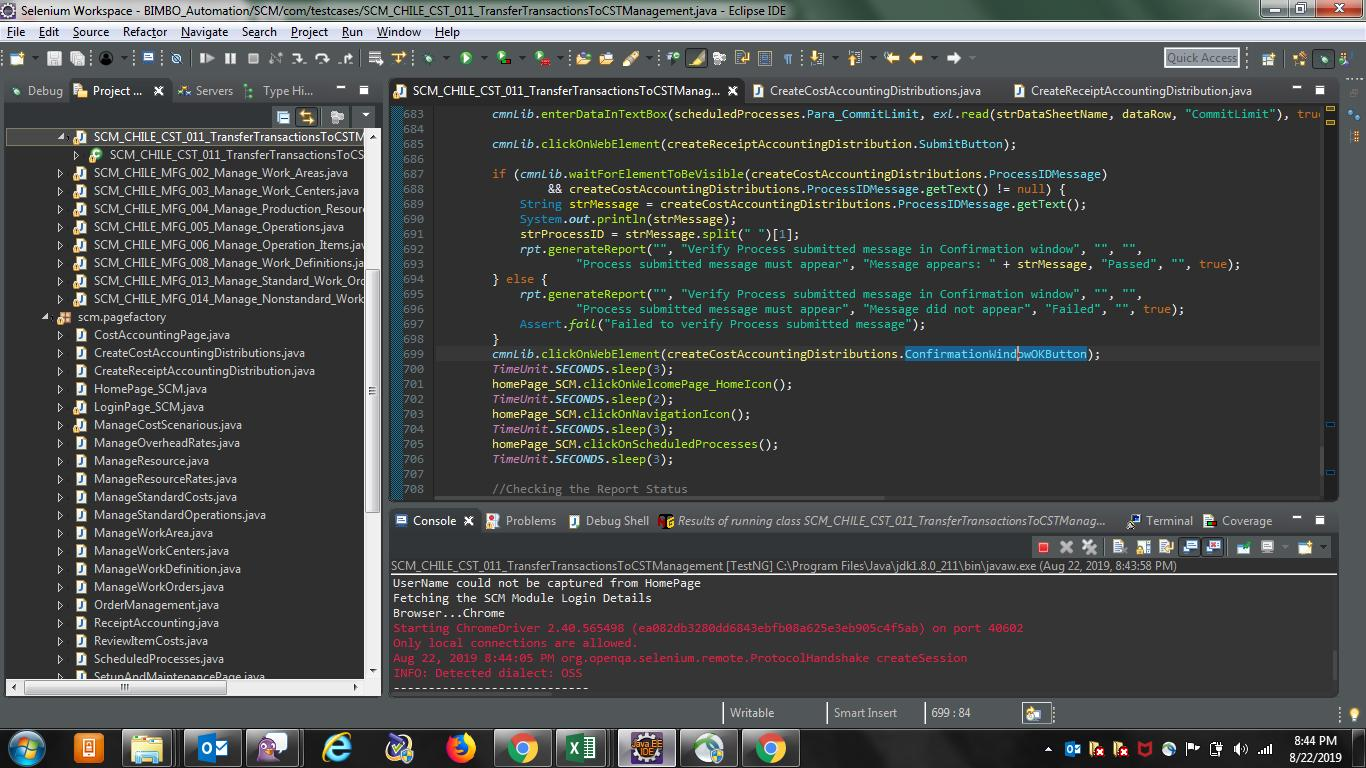 Selenium Workspace - BIMBO_Automation/SCM/com/testcases/SCM_CHILE_CST_011_TransferTransactionsToCSTManagement.java - Eclipse IDE
File Edit Source Refactor Navigate Search Project Run Window Help
Quick Access
Debug Project ... Servers Type Hi...
SCM_CHILE_CST_011_TransferTransactionsToCSTM
SCM_CHILE_CST_011_TransferTransactionsToCS
SCM_CHILE_MFG_002_Manage_Work_Areas.java
SCM_CHILE_MFG_003_Manage_Work_Centers.java
SCM_CHILE_MFG_004_Manage_Production_Resour
SCM_CHILE_MFG_005_Manage_Operations.java
SCM_CHILE_MFG_006_Manage_Operation_Items.jav
SCM_CHILE_MFG_008_Manage_Work_Definitions.ja
SCM_CHILE_MFG_013_Manage_Standard_Work_Orc
SCM_CHILE_MFG_014_Manage_Nonstandard_Work
scm.pagefactory
CostAccountingPage.java
CreateCostAccountingDistributions.java
CreateReceiptAccountingDistribution.java
HomePage_SCM.java
LoginPage_SCM.java
ManageCostScenarious.java
ManageOverheadRates.java
ManageResource.java
ManageResourceRates.java
ManageStandardCosts.java
ManageStandardOperations.java
ManageWorkArea.java
ManageWorkCenters.java
ManageWorkDefinition.java
ManageWorkOrders.java
OrderManagement.java
ReceiptAccounting.java
ReviewItemCosts.java
ScheduledProcesses.java
SetupAndMaintenancePage.java
SCM_CHILE_CST_011_TransferTransactionsToCSTManag... CreateCostAccountingDistributions.java CreateReceiptAccountingDistribution.java
683 cmnLib.enterDataInTextBox(scheduledProcesses.Para_CommitLimit, exl.read(strDataSheetName, dataRow, "CommitLimit"), tru
684
685 cmnLib.clickOnWebElement(createReceiptAccountingDistribution.SubmitButton);
686
687 if (cmnLib.waitForElementToBeVisible(createCostAccountingDistributions.ProcessIDMessage)
688 && createCostAccountingDistributions.ProcessIDMessage.getText() != null) {
689 String strMessage = createCostAccountingDistributions.ProcessIDMessage.getText();
690 System.out.println(strMessage);
691 strProcessID = strMessage.split(" ")[1];
692 rpt.generateReport("", "Verify Process submitted message in Confirmation window", "", "",
693 "Process submitted message must appear", "Message appears: " + strMessage, "Passed", "", true);
694 } else {
695 rpt.generateReport("", "Verify Process submitted message in Confirmation window", "", "",
696 "Process submitted message must appear", "Message did not appear", "Failed", "", true);
697 Assert.fail("Failed to verify Process submitted message");
698 }
699 cmnLib.clickOnWebElement(createCostAccountingDistributions.ConfirmationWindowOKButton);
700 TimeUnit.SECONDS.sleep(3);
701 homePage_SCM.clickOnWelcomePage_HomeIcon();
702 TimeUnit.SECONDS.sleep(2);
703 homePage_SCM.clickOnNavigationIcon();
704 TimeUnit.SECONDS.sleep(3);
705 homePage_SCM.clickOnScheduledProcesses();
706 TimeUnit.SECONDS.sleep(3);
707
708 //Checking the Report Status
Console Problems Debug Shell Results of running class SCM_CHILE_CST_011_TransferTransactionsToCSTManag... Terminal Coverage
SCM_CHILE_CST_011_TransferTransactionsToCSTManagement [TestNG] C:\Program Files\Java\jdk1.8.0_211\bin\javaw.exe (Aug 22, 2019, 8:43:58 PM)
UserName could not be captured from HomePage
Fetching the SCM Module Login Details
Browser...Chrome
Starting ChromeDriver 2.40.565498 (ea082db3280dd6843ebfb08a625e3eb905c4f5ab) on port 40602
Only local connections are allowed.
Aug 22, 2019 8:44:05 PM org.openqa.selenium.remote.ProtocolHandshake createSession
INFO: Detected dialect: OSS
----------------------------
Writable Smart Insert 699 : 84
Java EE IDE
8:44 PM
8/22/2019